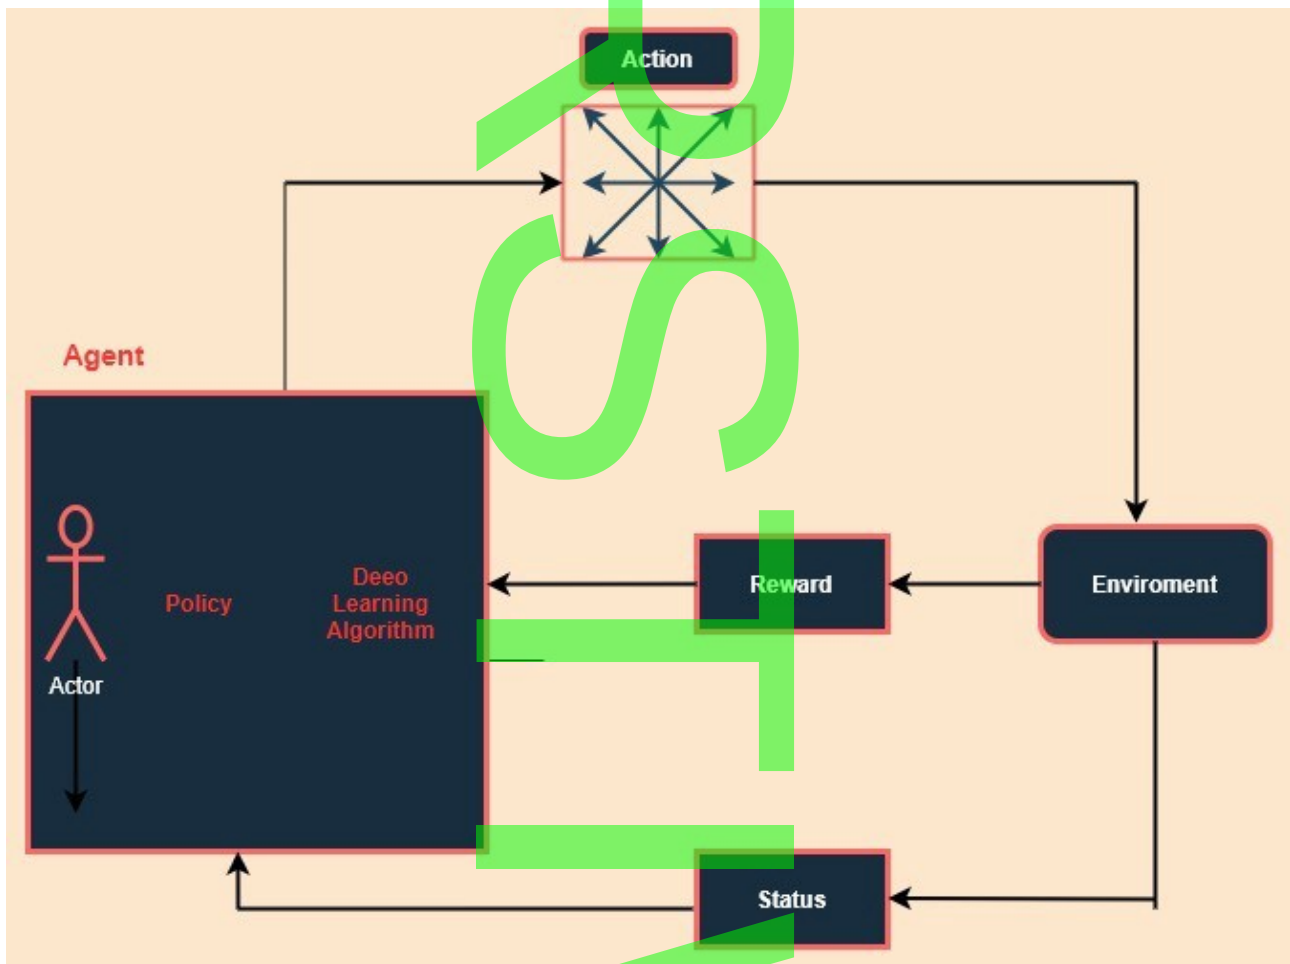 Action
Agent
Policy
Deeo
Learning
Algorithm
Actor
Reward
Enviroment
Status